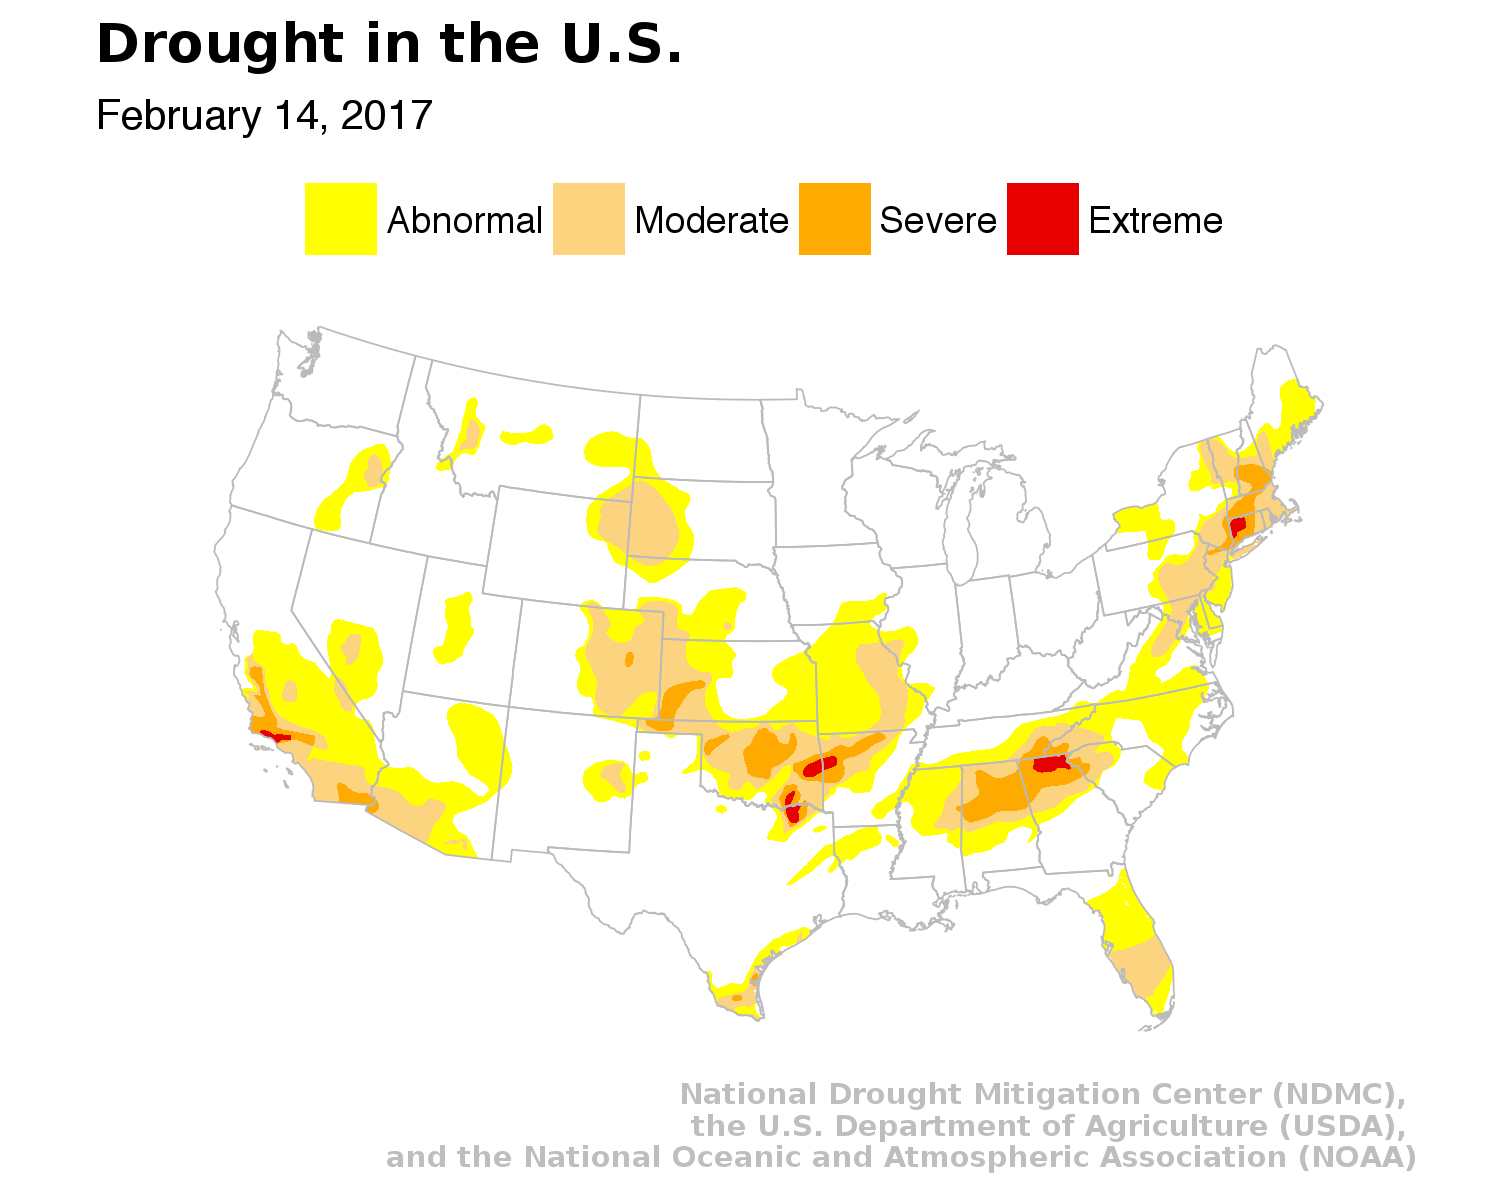 Drought in the U.S.
February 14, 2017
Abnormal Moderate Severe Extreme
National Drought Mitigation Center (NDMC),
the U.S. Department of Agriculture (USDA),
and the National Oceanic and Atmospheric Association (NOAA)